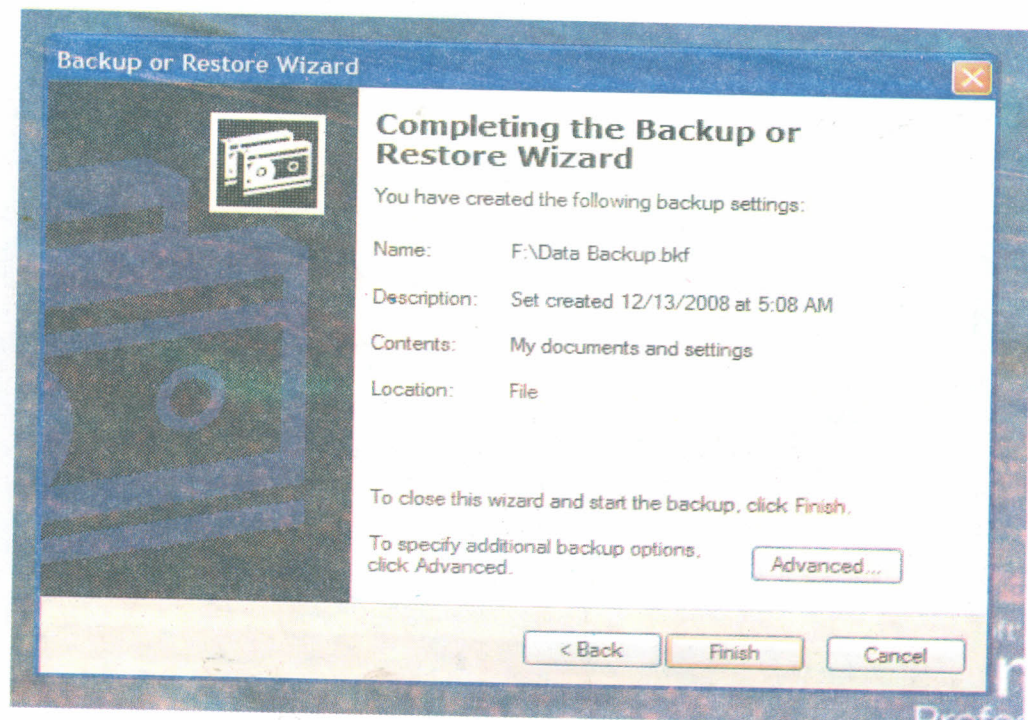 Backup or Restore Wizard
Completing the Backup or
Restore Wizard
You have created the following backup settings:
Name: F:\Data Backup.bkf
Description: Set created 12/13/2008 at 5:08 AM
Contents: My documents and settings
Location: File
To close this wizard and start the backup, click Finish.
To specify additional backup options,
click Advanced.
Advanced...
< Back Finish Cancel